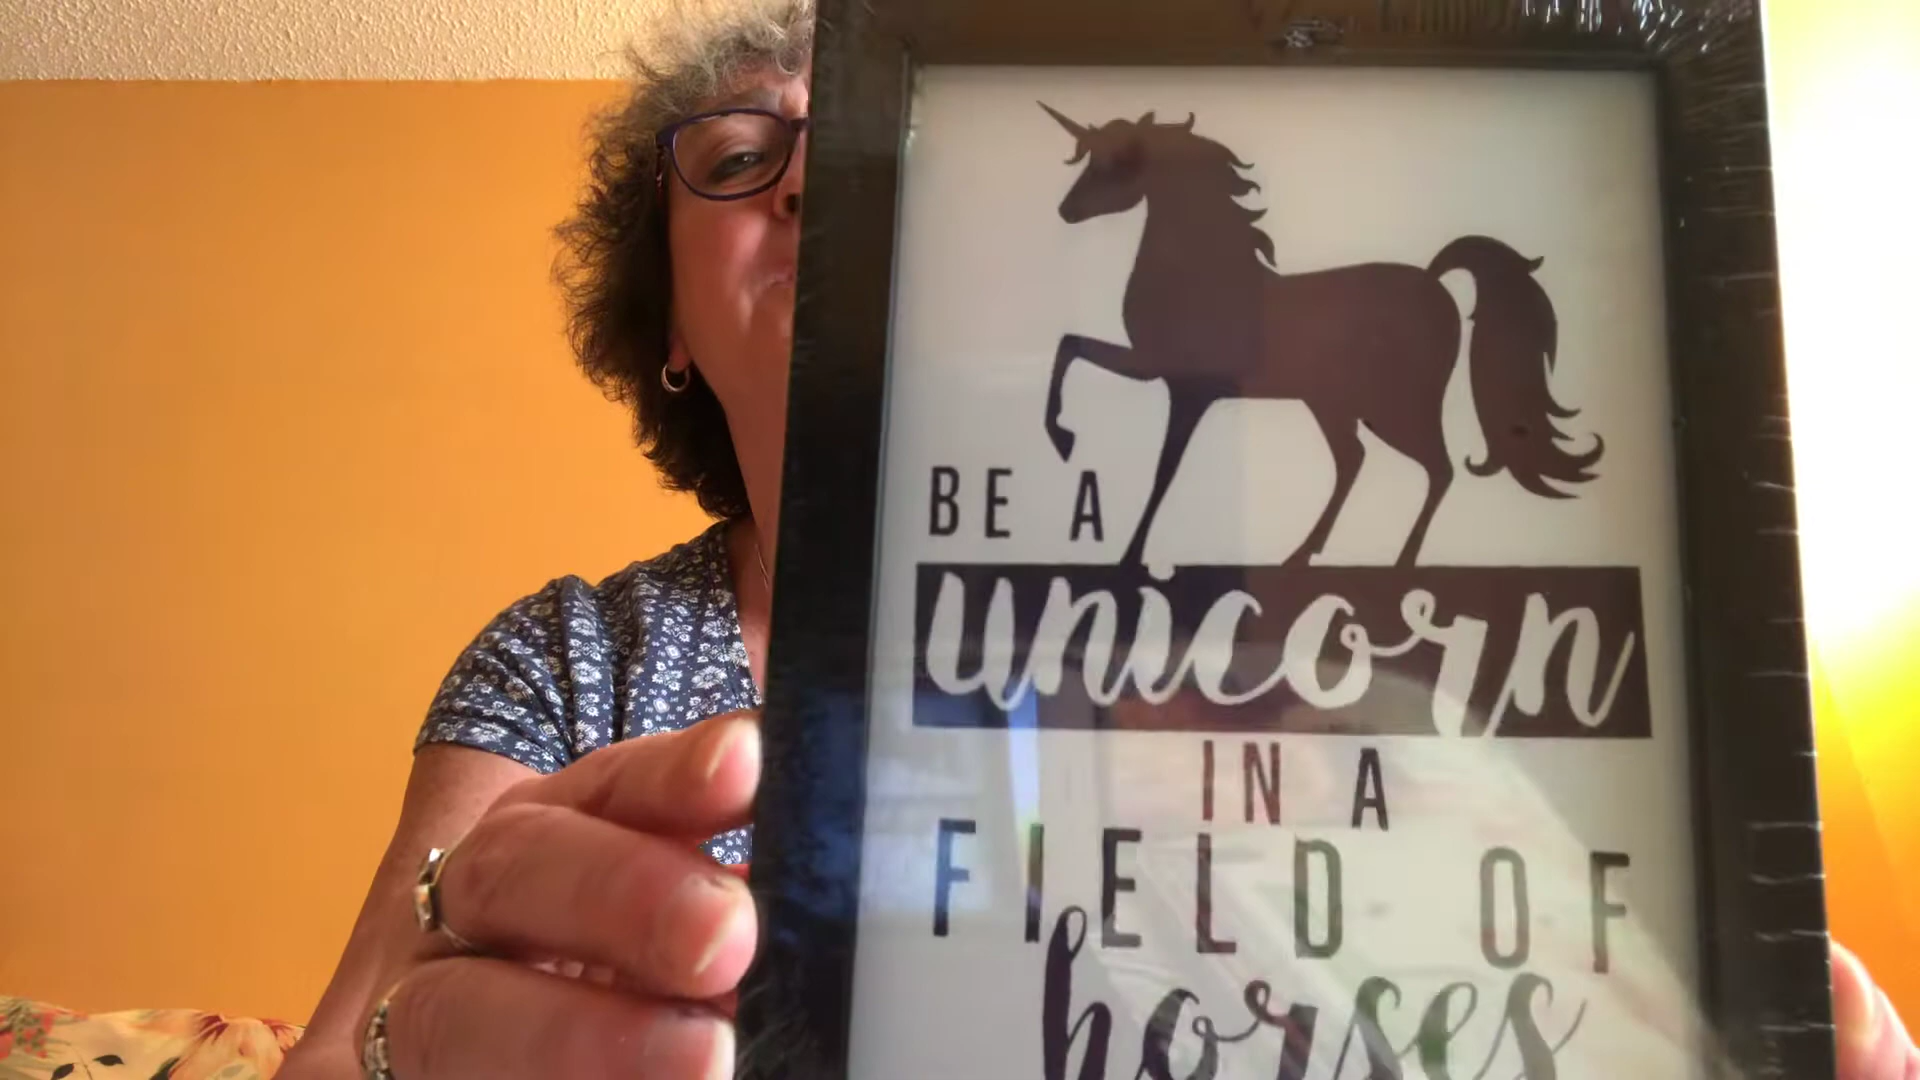 BE A
unicorn
IN A
FIELD OF
horses